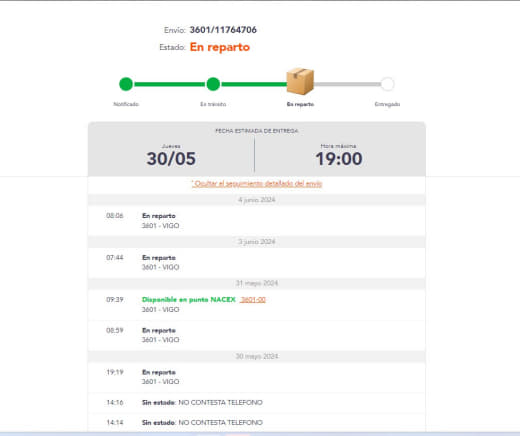 Envío: 3601/11764706
Estado: En reparto
Notificado En tránsito En reparto Entregado
FECHA ESTIMADA DE ENTREGA
Jueves Hora máxima
30/05 19:00
Ocultar el seguimiento detallado del envío
4 junio 2024
08:06 En reparto
3601 - VIGO
3 junio 2024
07:44 En reparto
3601 - VIGO
31 mayo 2024
09:39 Disponible en punto NACEX 3601-00
3601 - VIGO
08:59 En reparto
3601 - VIGO
30 mayo 2024
19:19 En reparto
3601 - VIGO
14:16 Sin estado: NO CONTESTA TELEFONO
14:14 Sin estado: NO CONTESTA TELEFONO